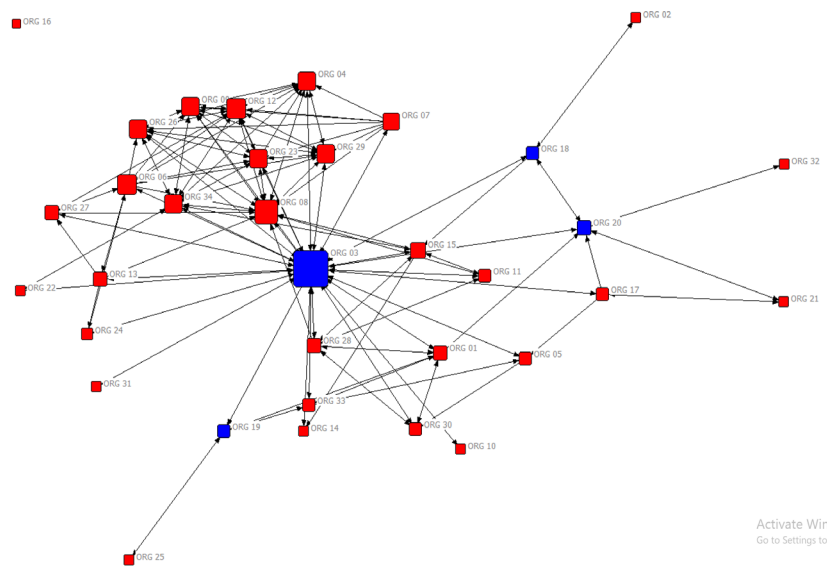 ORG 02
ORG 16
ORG 04
ORG 12
ORG 07
ORG 26
ORG 29
ORG 23
ORG 18
ORG 32
ORG 06
ORG 34
ORG 08
ORG 27
ORG 20
ORG 15
ORG 03
ORG 11
ORG 13
ORG 22
ORG 17
ORG 21
ORG 24
ORG 28
ORG 01
ORG 05
ORG 31
ORG 33
ORG 19
ORG 14
ORG 30
ORG 10
ORG 25
Activate Wir
Go to Settings to